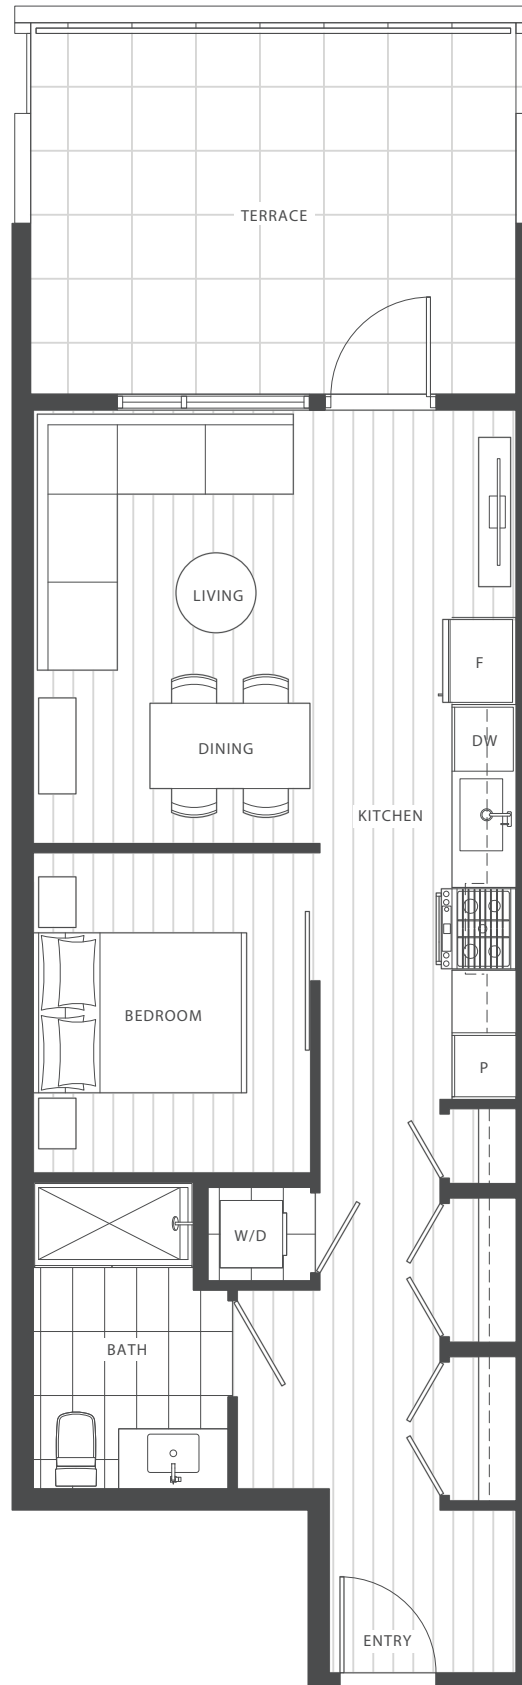 TERRACE
LIVING
F
DINING
DW
KITCHEN
BEDROOM
P
W/D
BATH
ENTRY